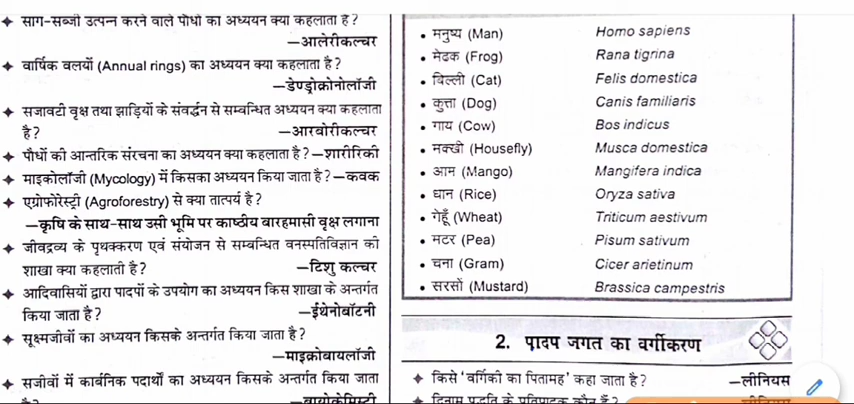 ✦ साग-सब्जी उत्पन्न करने वाले पौधों का अध्ययन क्या कहलाता है?
—आलेरीकल्चर
✦ वार्षिक वलयों (Annual rings) का अध्ययन क्या कहलाता है?
—डेण्ड्रोक्रोनोलॉजी
✦ सजावटी वृक्ष तथा झाड़ियों के संवर्द्धन से सम्बन्धित अध्ययन क्या कहलाता
है? —आरबोरीकल्चर
✦ पौधों की आन्तरिक संरचना का अध्ययन क्या कहलाता है?—शारीरिकी
✦ माइकोलॉजी (Mycology) में किसका अध्ययन किया जाता है?—कवक
✦ एग्रोफोरेस्ट्री (Agroforestry) से क्या तात्पर्य है?
—कृषि के साथ-साथ उसी भूमि पर काष्ठीय बारहमासी वृक्ष लगाना
✦ जीवद्रव्य के पृथक्करण एवं संयोजन से सम्बन्धित वनस्पतिविज्ञान की
शाखा क्या कहलाती है? —टिशु कल्चर
✦ आदिवासियों द्वारा पादपों के उपयोग का अध्ययन किस शाखा के अन्तर्गत
किया जाता है? —ईथेनोबॉटनी
✦ सूक्ष्मजीवों का अध्ययन किसके अन्तर्गत किया जाता है?
—माइक्रोबायलॉजी
✦ सजीवों में कार्बनिक पदार्थों का अध्ययन किसके अन्तर्गत किया जाता
है? —बायोकेमिस्ट्री
• मनुष्य (Man) Homo sapiens
• मेढक (Frog) Rana tigrina
• बिल्ली (Cat) Felis domestica
• कुत्ता (Dog) Canis familiaris
• गाय (Cow) Bos indicus
• मक्खी (Housefly) Musca domestica
• आम (Mango) Mangifera indica
• धान (Rice) Oryza sativa
• गेहूँ (Wheat) Triticum aestivum
• मटर (Pea) Pisum sativum
• चना (Gram) Cicer arietinum
• सरसों (Mustard) Brassica campestris
2. पादप जगत का वर्गीकरण
✦ किसे 'वर्गिकी का पितामह' कहा जाता है? —लीनियस
✦ द्विनाम पद्धति के प्रतिपादक कौन हैं? —लीनियस